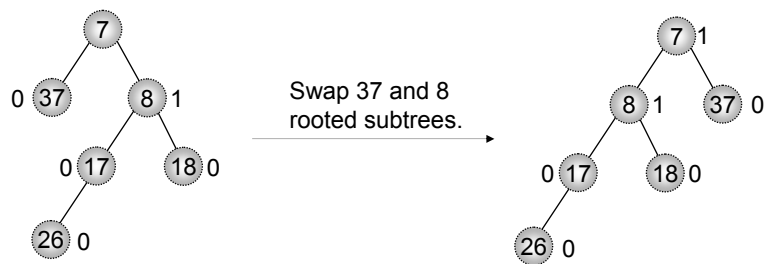 7
0 37 8 1
0 17 18 0
26 0
Swap 37 and 8
rooted subtrees.
7 1
8 1 37 0
0 17 18 0
26 0